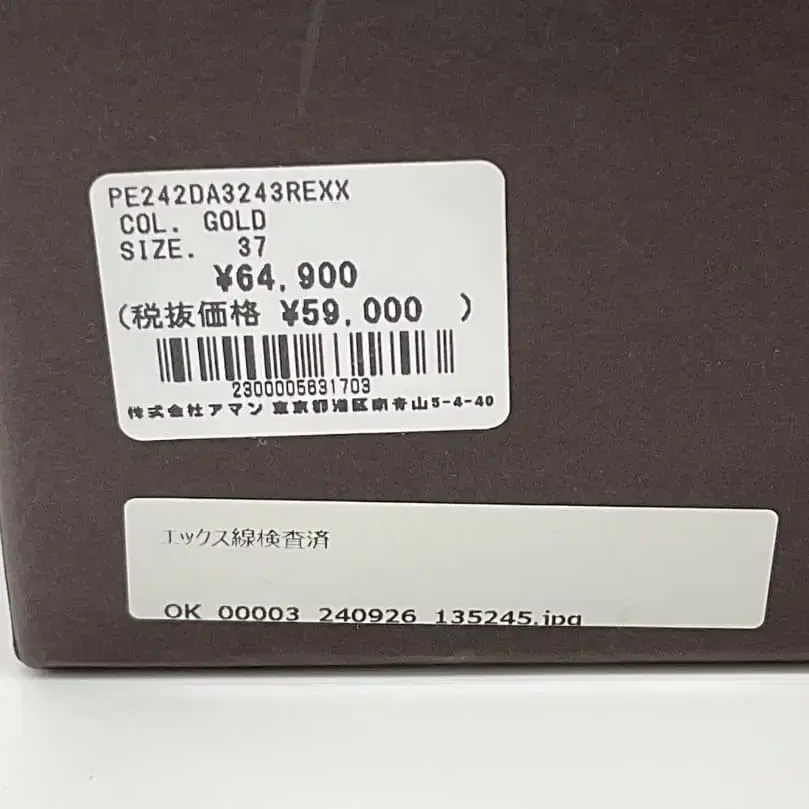 PE242DA3243REXX
COL. GOLD
SIZE. 37
¥64,900
(税抜価格 ¥59,000 )
2300005631703
株式会社アマン 東京都港区南青山5-4-40
エックス線検査済
OK 00003 240926 135245.jpg